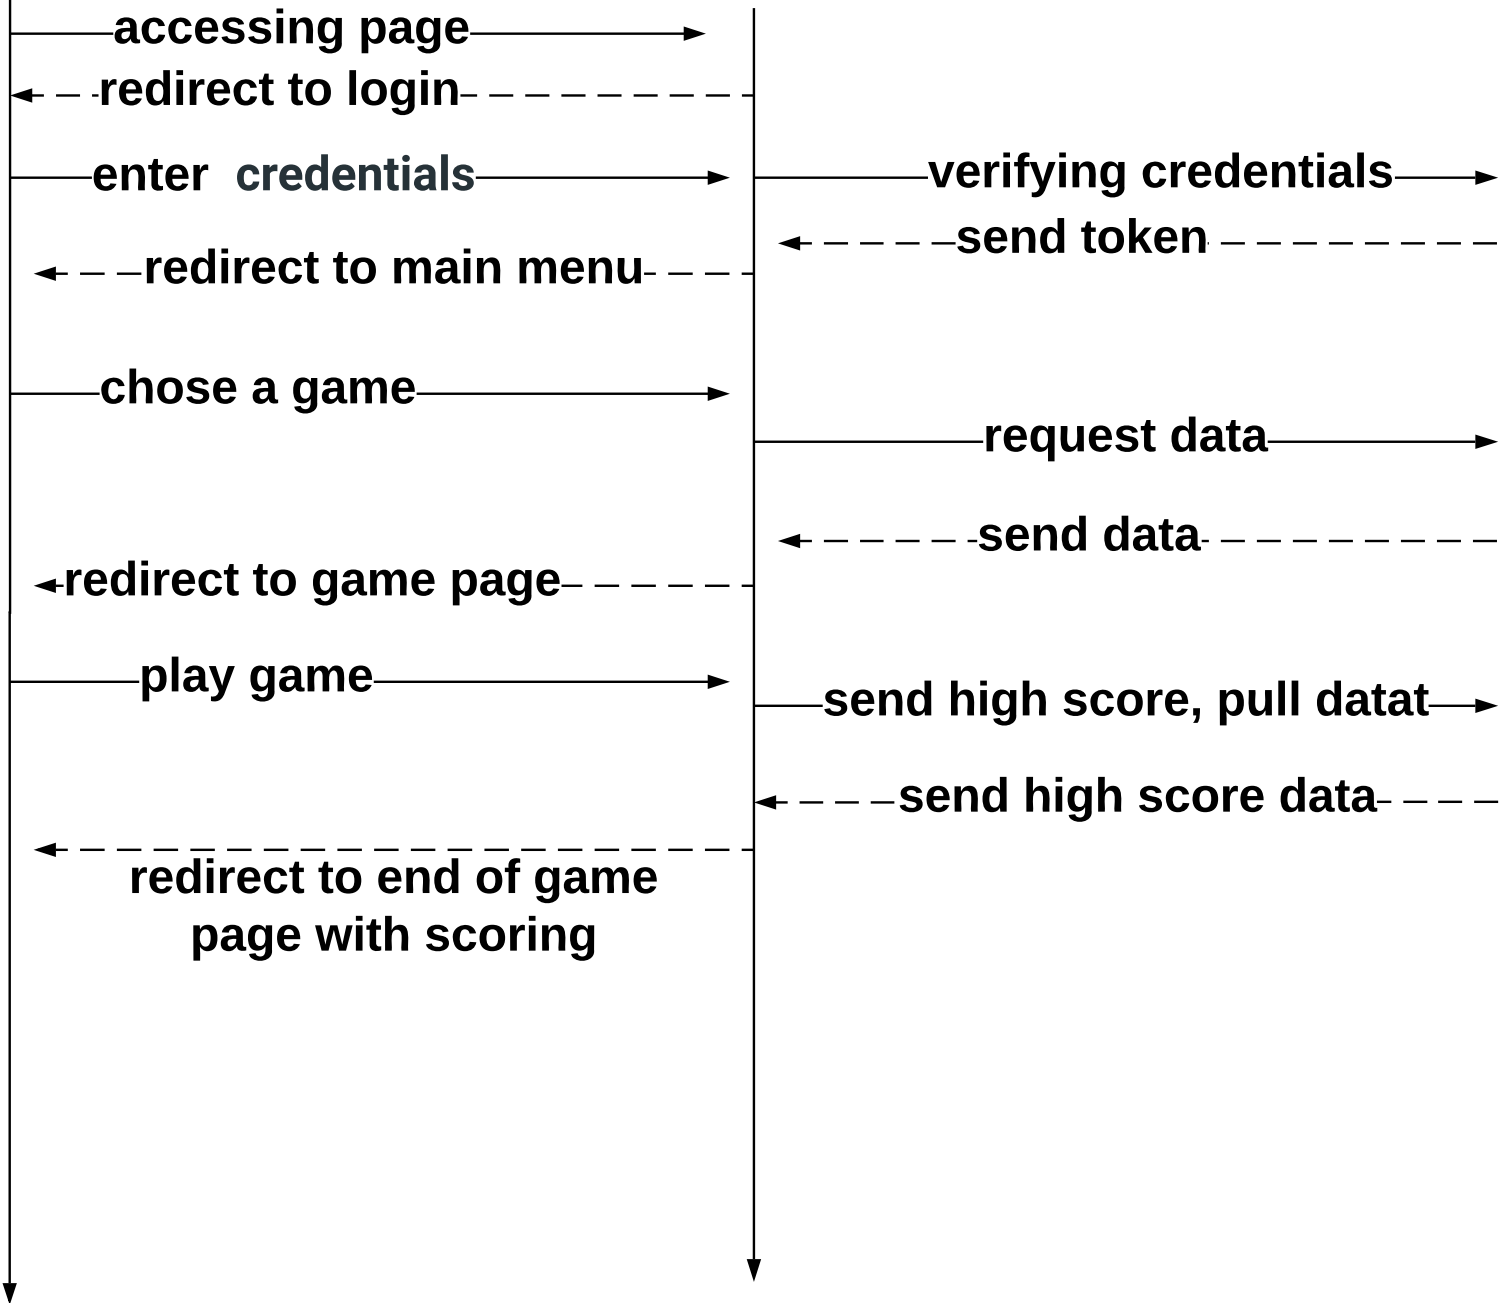 accessing page
redirect to login
enter credentials
verifying credentials
send token
redirect to main menu
chose a game
request data
send data
redirect to game page
play game
send high score, pull datat
send high score data
redirect to end of game
page with scoring